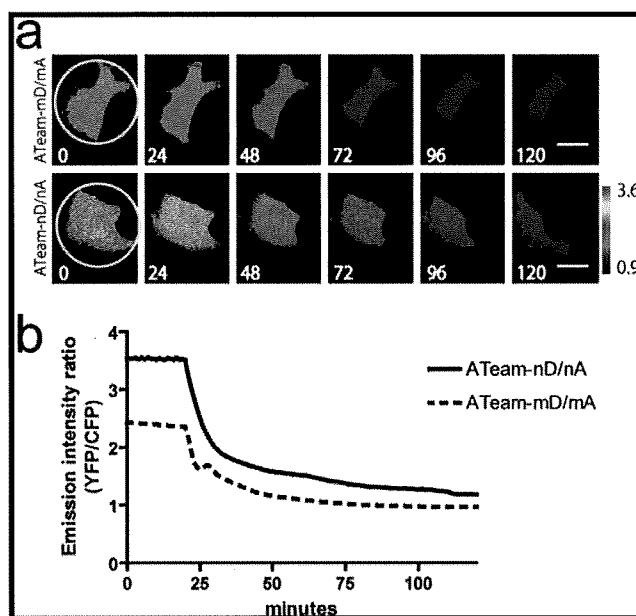 a
ATeam-mD/mA
0 24 48 72 96 120
ATeam-nD/nA
0 24 48 72 96 120
3.6
0.9
b
Emission intensity ratio
(YFP/CFP)
4
3
2
1
0
ATeam-nD/nA
ATeam-mD/mA
0 25 50 75 100
minutes